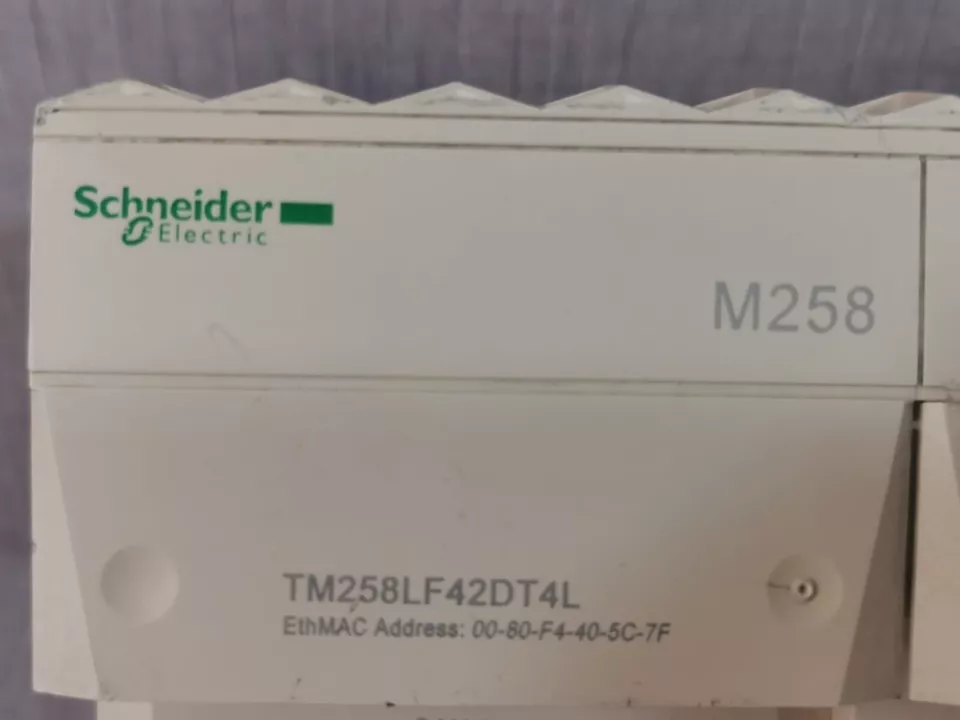 Schneider
Electric
M258
TM258LF42DT4L
EthMAC Address: 00-80-F4-40-5C-7F